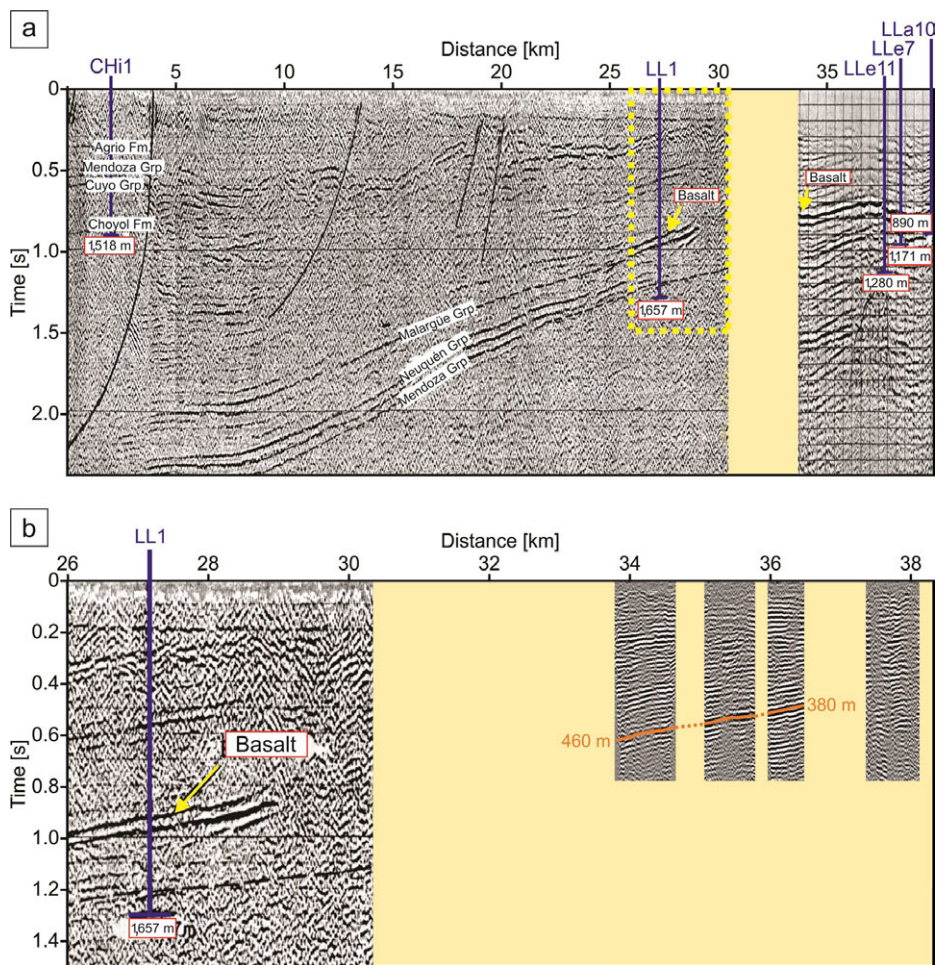 a
Distance [km]
CHi1
5
10
15
20
25
LL1
30
35
LLe11
LLe7
LLa10
Time [s]
0
0.5
1.0
1.5
2.0
Agrio Fm.
Mendoza Grp.
Cuyo Grp.
Choyol Fm.
1,518 m
Basalt
Basalt
890 m
1,171 m
1,280 m
1,657 m
Malargüe Grp.
Neuquén Grp.
Mendoza Grp.
b
LL1
Distance [km]
26
28
30
32
34
36
38
Time [s]
0
0.2
0.4
0.6
0.8
1.0
1.2
1.4
Basalt
460 m
380 m
1,657 m